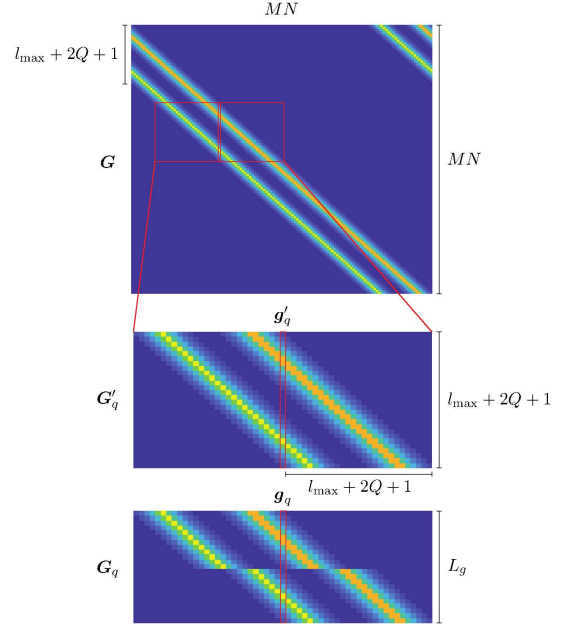 MN
l_max + 2Q + 1
G
MN
g′_q
G′_q
l_max + 2Q + 1
l_max + 2Q + 1
g_q
G_q
L_g